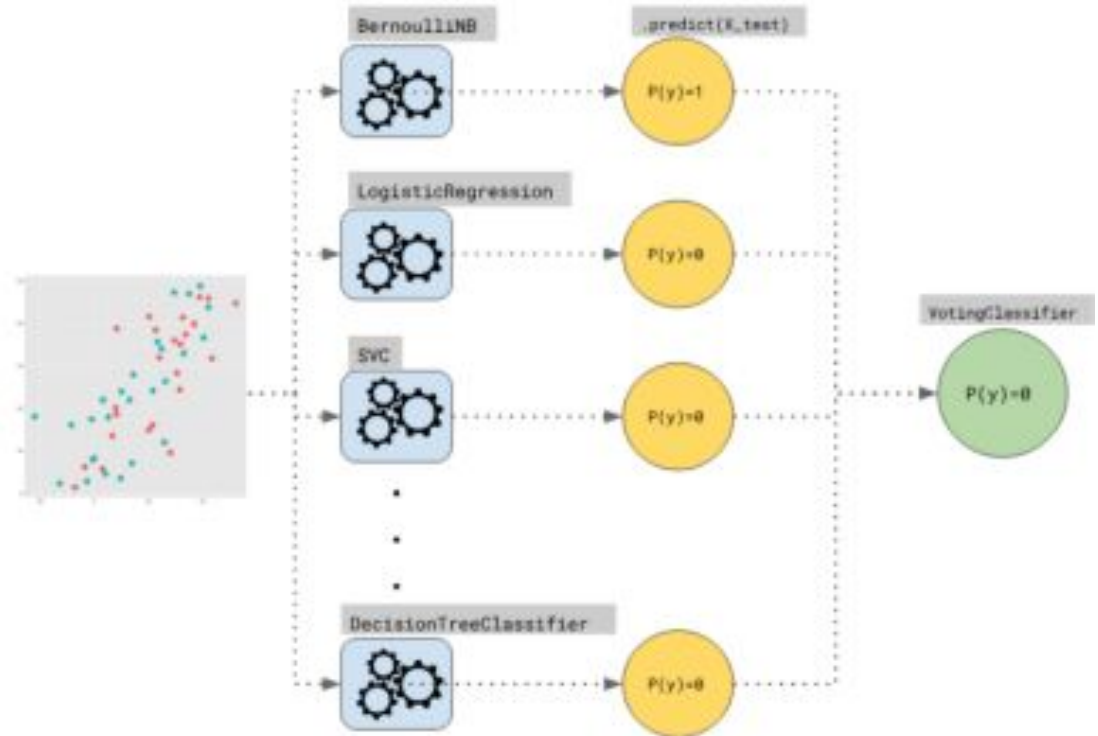 BernoulliNB
.predict(X_test)
P(y)=1
LogisticRegression
P(y)=0
VotingClassifier
SVC
P(y)=0
P(y)=0
DecisionTreeClassifier
P(y)=0